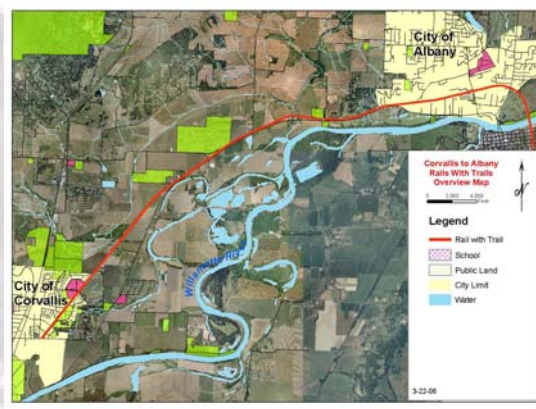 City of
Albany
City of
Corvallis
Willamette River
Corvallis to Albany
Rails With Trails
Overview Map
N
Legend
Rail with Trail
School
Public Land
City Limit
Water
3-22-06